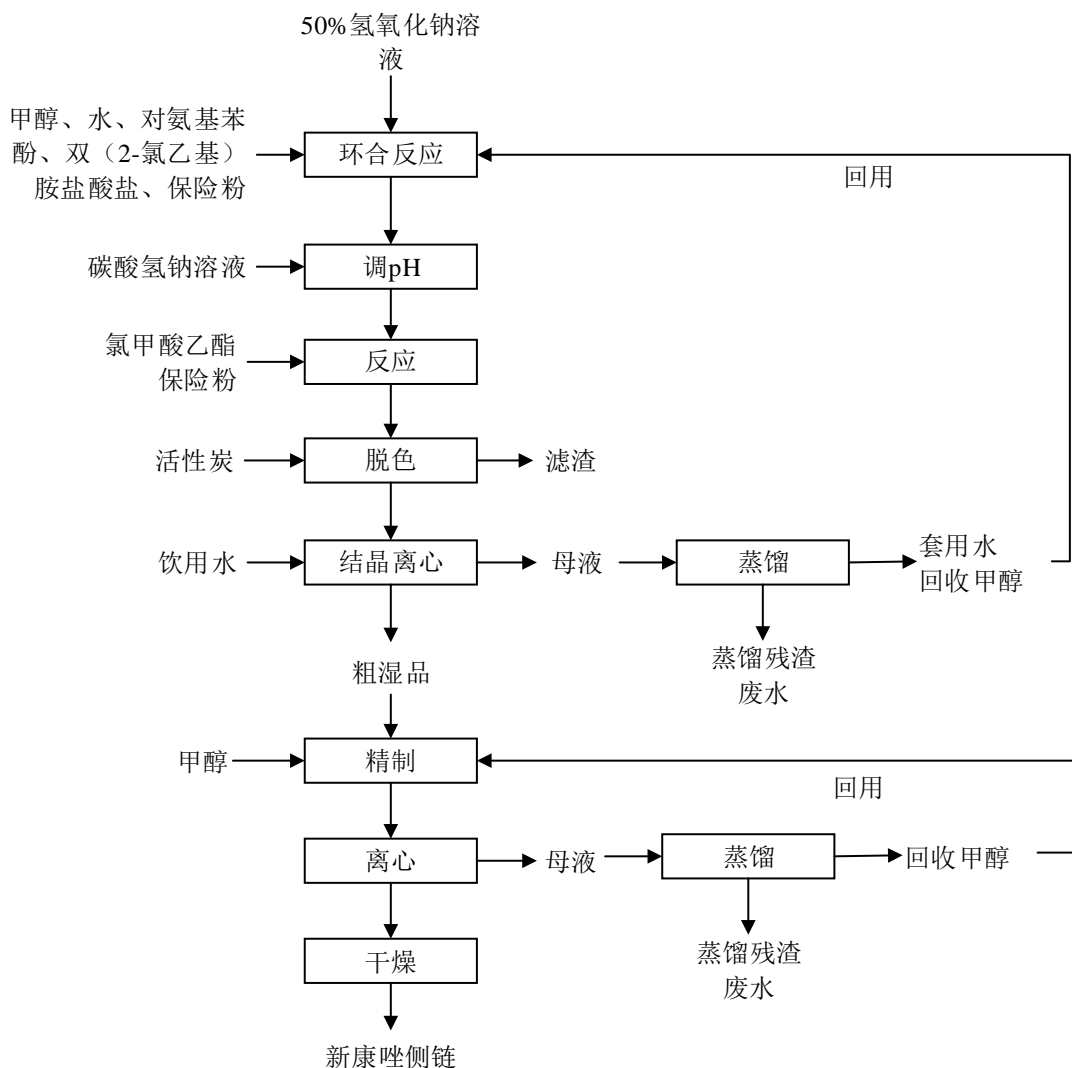 50%氢氧化钠溶
液
甲醇、水、对氨基苯
酚、双（2-氯乙基）
胺盐酸盐、保险粉
环合反应
回用
碳酸氢钠溶液
调pH
氯甲酸乙酯
保险粉
反应
活性炭
脱色
滤渣
饮用水
结晶离心
母液
蒸馏
套用水
回收甲醇
蒸馏残渣
废水
粗湿品
甲醇
精制
回用
离心
母液
蒸馏
回收甲醇
蒸馏残渣
废水
干燥
新康唑侧链